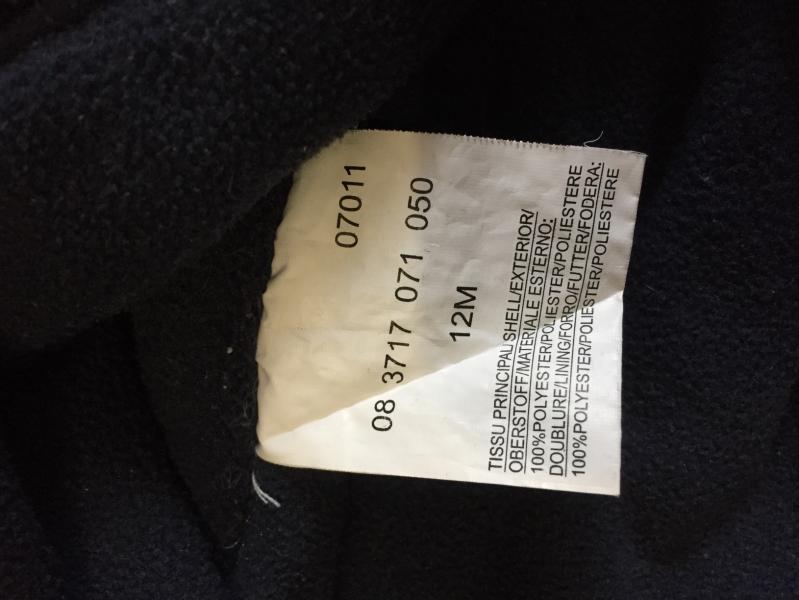 07011
08 3717 071 050
12M
TISSU PRINCIPAL SHELL/EXTERIOR/
OBERSTOFF/MATERIALE ESTERNO:
100%POLYESTER/POLIESTER/POLIESTERE
DOUBLURE/LINING/FORRO/FUTTER/FODERA:
100%POLYESTER/POLIESTER/POLIESTERE